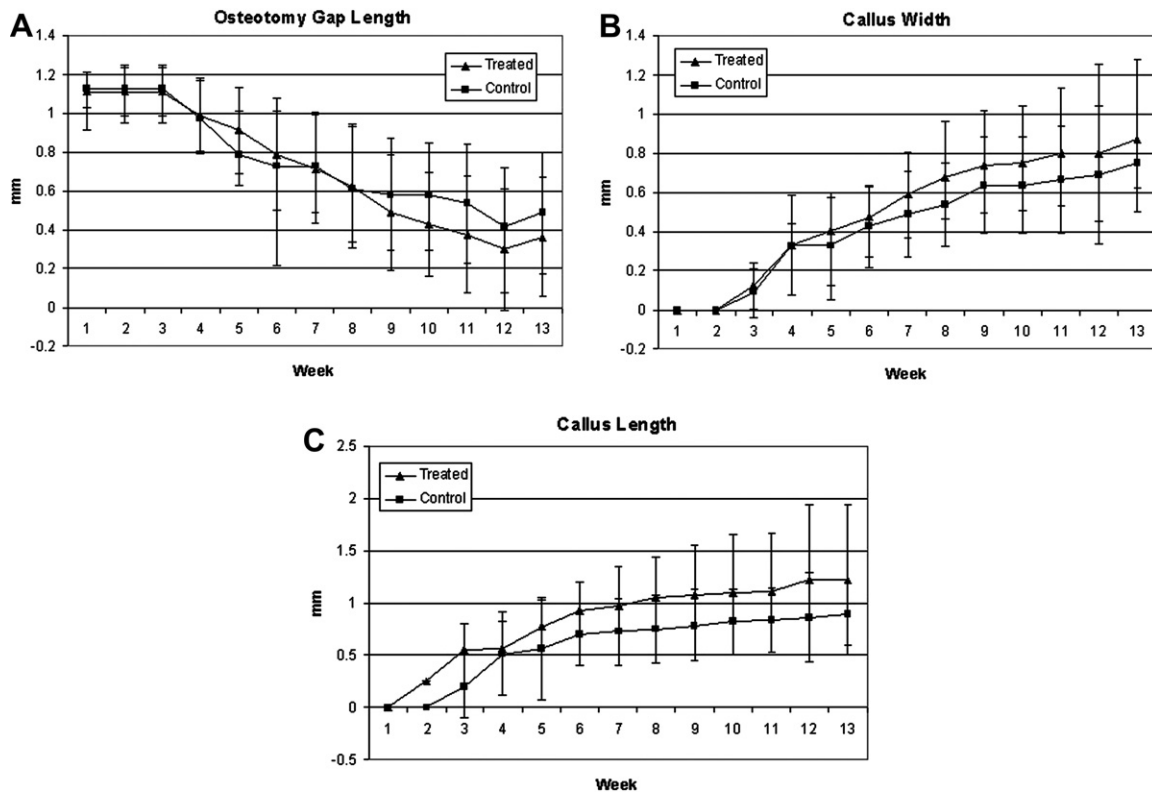 A
Osteotomy Gap Length
1.4
1.2
1
0.8
0.6
0.4
0.2
0
-0.2
mm
Treated
Control
1 2 3 4 5 6 7 8 9 10 11 12 13
Week
B
Callus Width
1.4
1.2
1
0.8
0.6
0.4
0.2
0
-0.2
mm
Treated
Control
1 2 3 4 5 6 7 8 9 10 11 12 13
Week
C
Callus Length
2.5
2
1.5
1
0.5
0
-0.5
mm
Treated
Control
1 2 3 4 5 6 7 8 9 10 11 12 13
Week